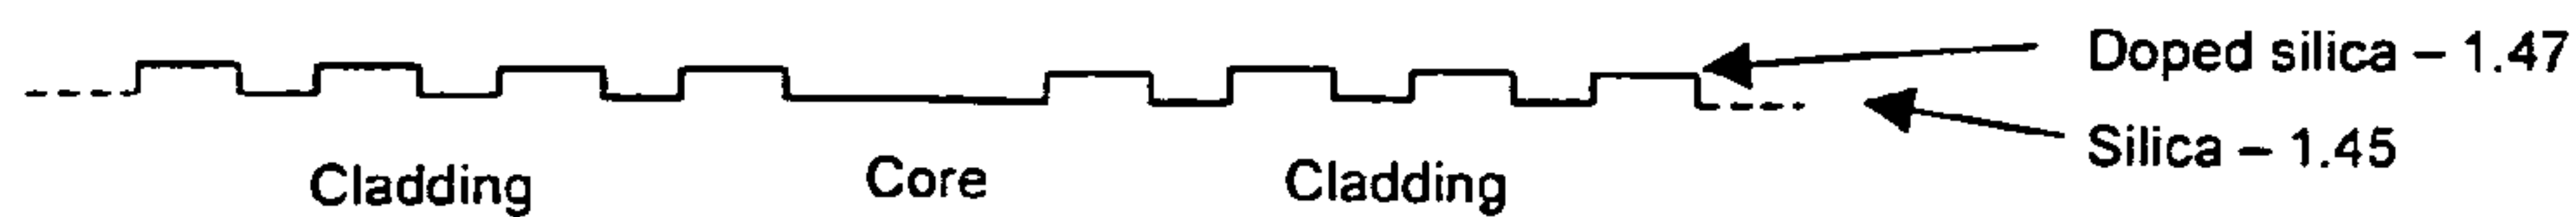 Doped silica – 1.47
Silica – 1.45
Cladding
Core
Cladding